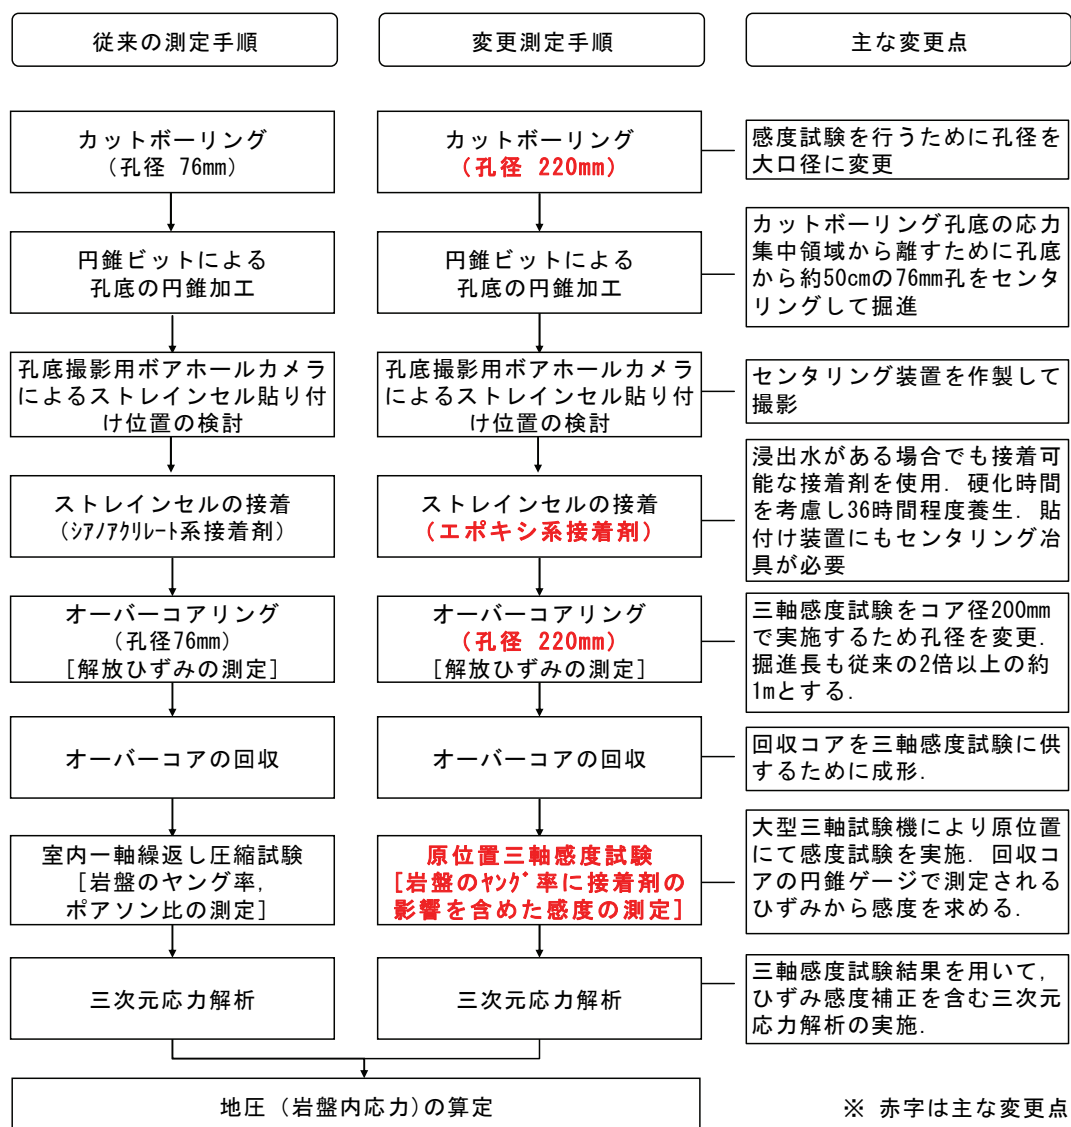 従来の測定手順
変更測定手順
主な変更点
カットボーリング
(孔径 76mm)
カットボーリング
(孔径 220mm)
感度試験を行うために孔径を
大口径に変更
円錐ビットによる
孔底の円錐加工
円錐ビットによる
孔底の円錐加工
カットボーリング孔底の応力
集中領域から離すために孔底
から約50cmの76mm孔をセンタ
リングして掘進
孔底撮影用ボアホールカメラ
によるストレインセル貼り付
け位置の検討
孔底撮影用ボアホールカメラ
によるストレインセル貼り付
け位置の検討
センタリング装置を作製して
撮影
ストレインセルの接着
(ｼｱﾉｱｸﾘﾚｰﾄ系接着剤)
ストレインセルの接着
(エポキシ系接着剤)
浸出水がある場合でも接着可
能な接着剤を使用．硬化時間
を考慮し36時間程度養生．貼
付け装置にもセンタリング冶
具が必要
オーバーコアリング
(孔径76mm)
[解放ひずみの測定]
オーバーコアリング
(孔径 220mm)
[解放ひずみの測定]
三軸感度試験をコア径200mm
で実施するため孔径を変更．
掘進長も従来の2倍以上の約
1mとする．
オーバーコアの回収
オーバーコアの回収
回収コアを三軸感度試験に供
するために成形．
室内一軸繰返し圧縮試験
[岩盤のヤング率，
ポアソン比の測定]
原位置三軸感度試験
[岩盤のﾔﾝｸﾞ率に接着剤の
影響を含めた感度の測定]
大型三軸試験機により原位置
にて感度試験を実施．回収コ
アの円錐ゲージで測定される
ひずみから感度を求める．
三次元応力解析
三次元応力解析
三軸感度試験結果を用いて，
ひずみ感度補正を含む三次元
応力解析の実施．
地圧（岩盤内応力）の算定
※ 赤字は主な変更点